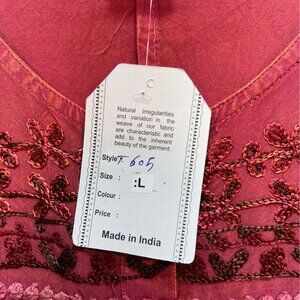 Natural Irregularities
and variation in the
weave of our fabric
are characteristic and
add to the inherent
beauty of the garment
Style F 605
Size : :L
Colour :
Price :
Made in India